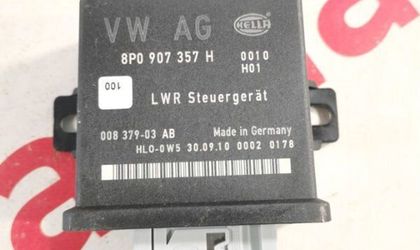 VW AG
HELLA
8P0 907 357 H 0010
H01
100
LWR Steuergerät
008 379-03 AB Made in Germany
HLO-0W5 30.09.10 0002 0178